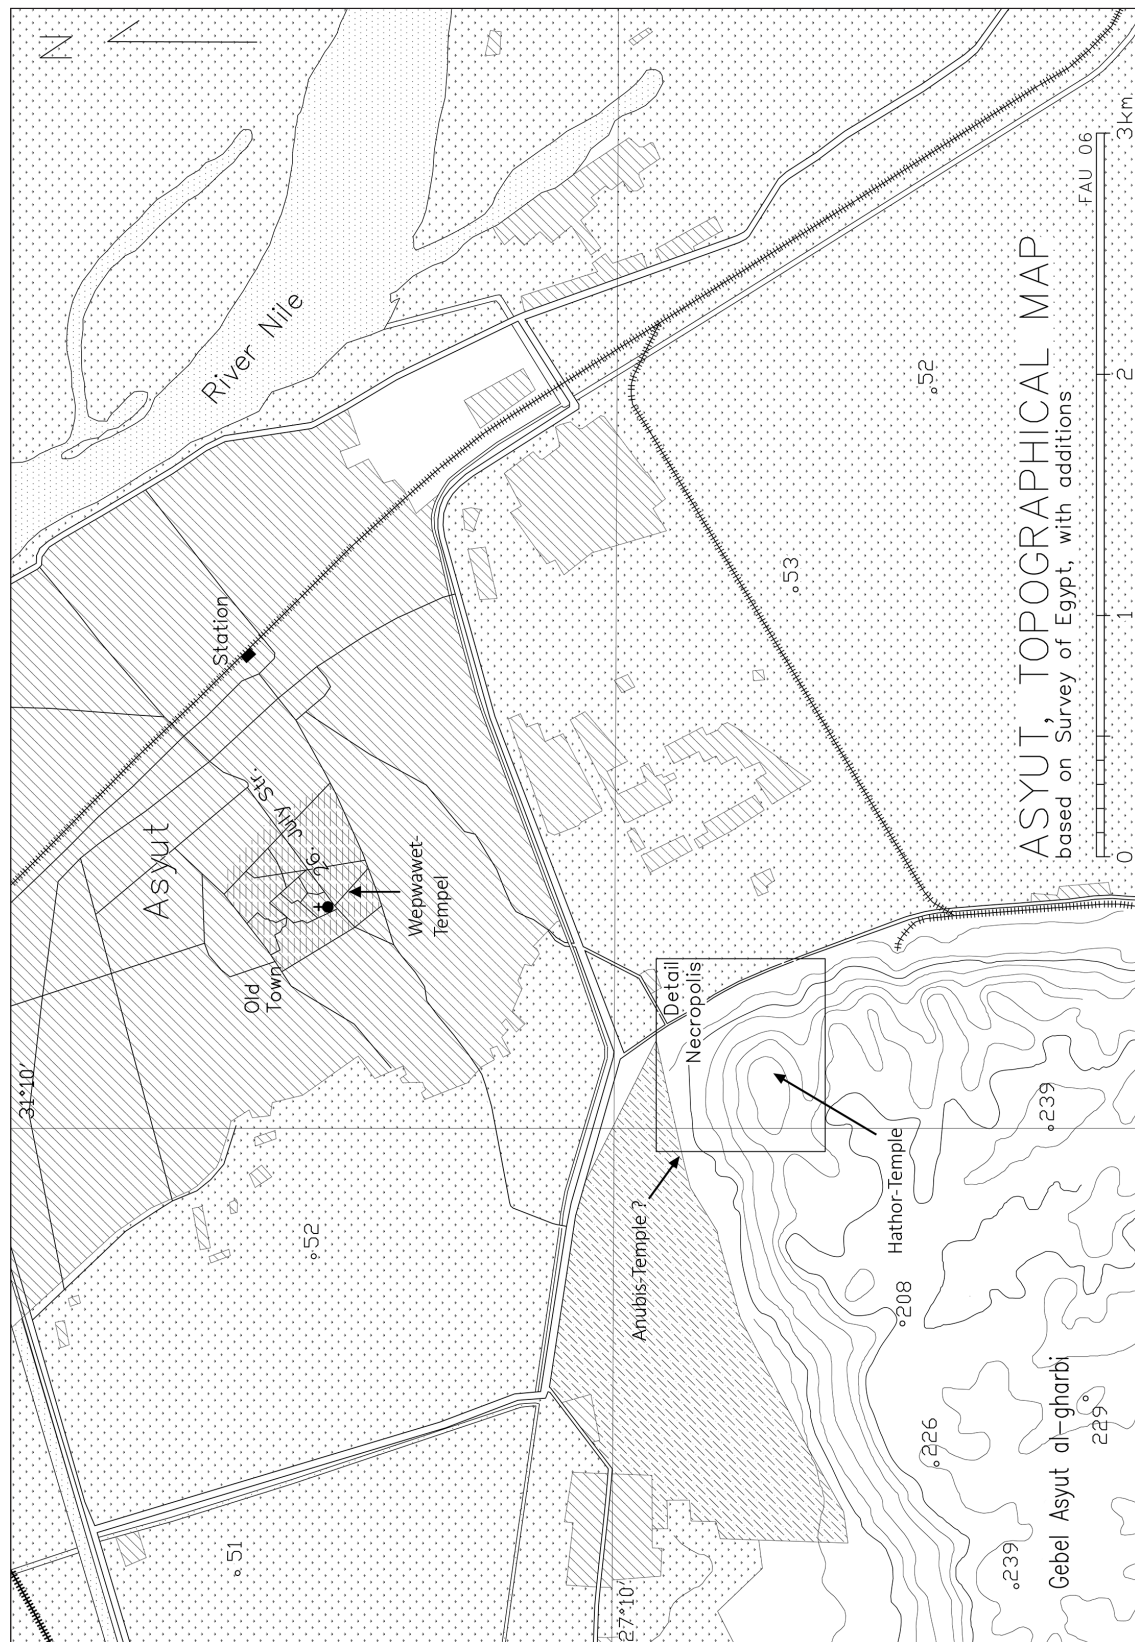 31°10'
N
Asyut
Station
51
River Nile
Old
Town
26. July Str.
52
Wepwawet-
Tempel
27°10'
Anubis-Temple ?
Detail
Necropolis
53
Hathor-Temple
208
52
226
239
239
Gebel Asyut al-gharbi
229
ASYUT, TOPOGRAPHICAL MAP
based on Survey of Egypt, with additions
FAU 06
0 1 2 3km